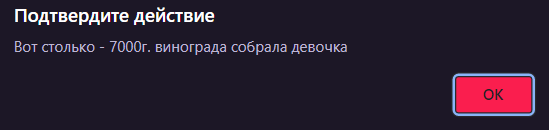 Подтвердите действие
Вот столько - 7000г. винограда собрала девочка
OK